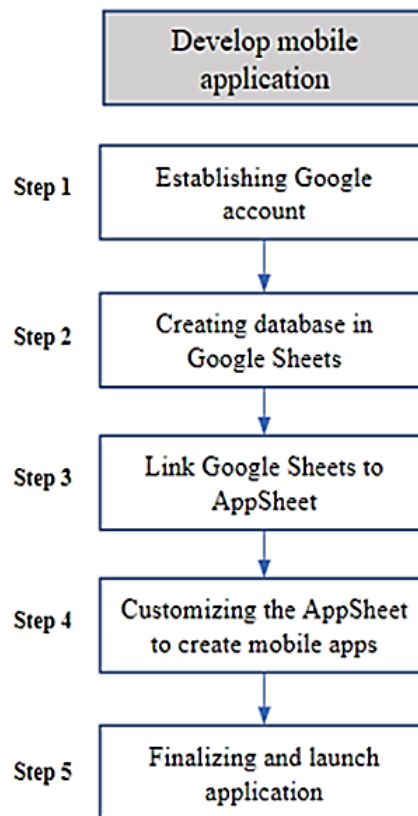 Develop mobile
application
Step 1
Establishing Google
account
Step 2
Creating database in
Google Sheets
Step 3
Link Google Sheets to
AppSheet
Step 4
Customizing the AppSheet
to create mobile apps
Step 5
Finalizing and launch
application